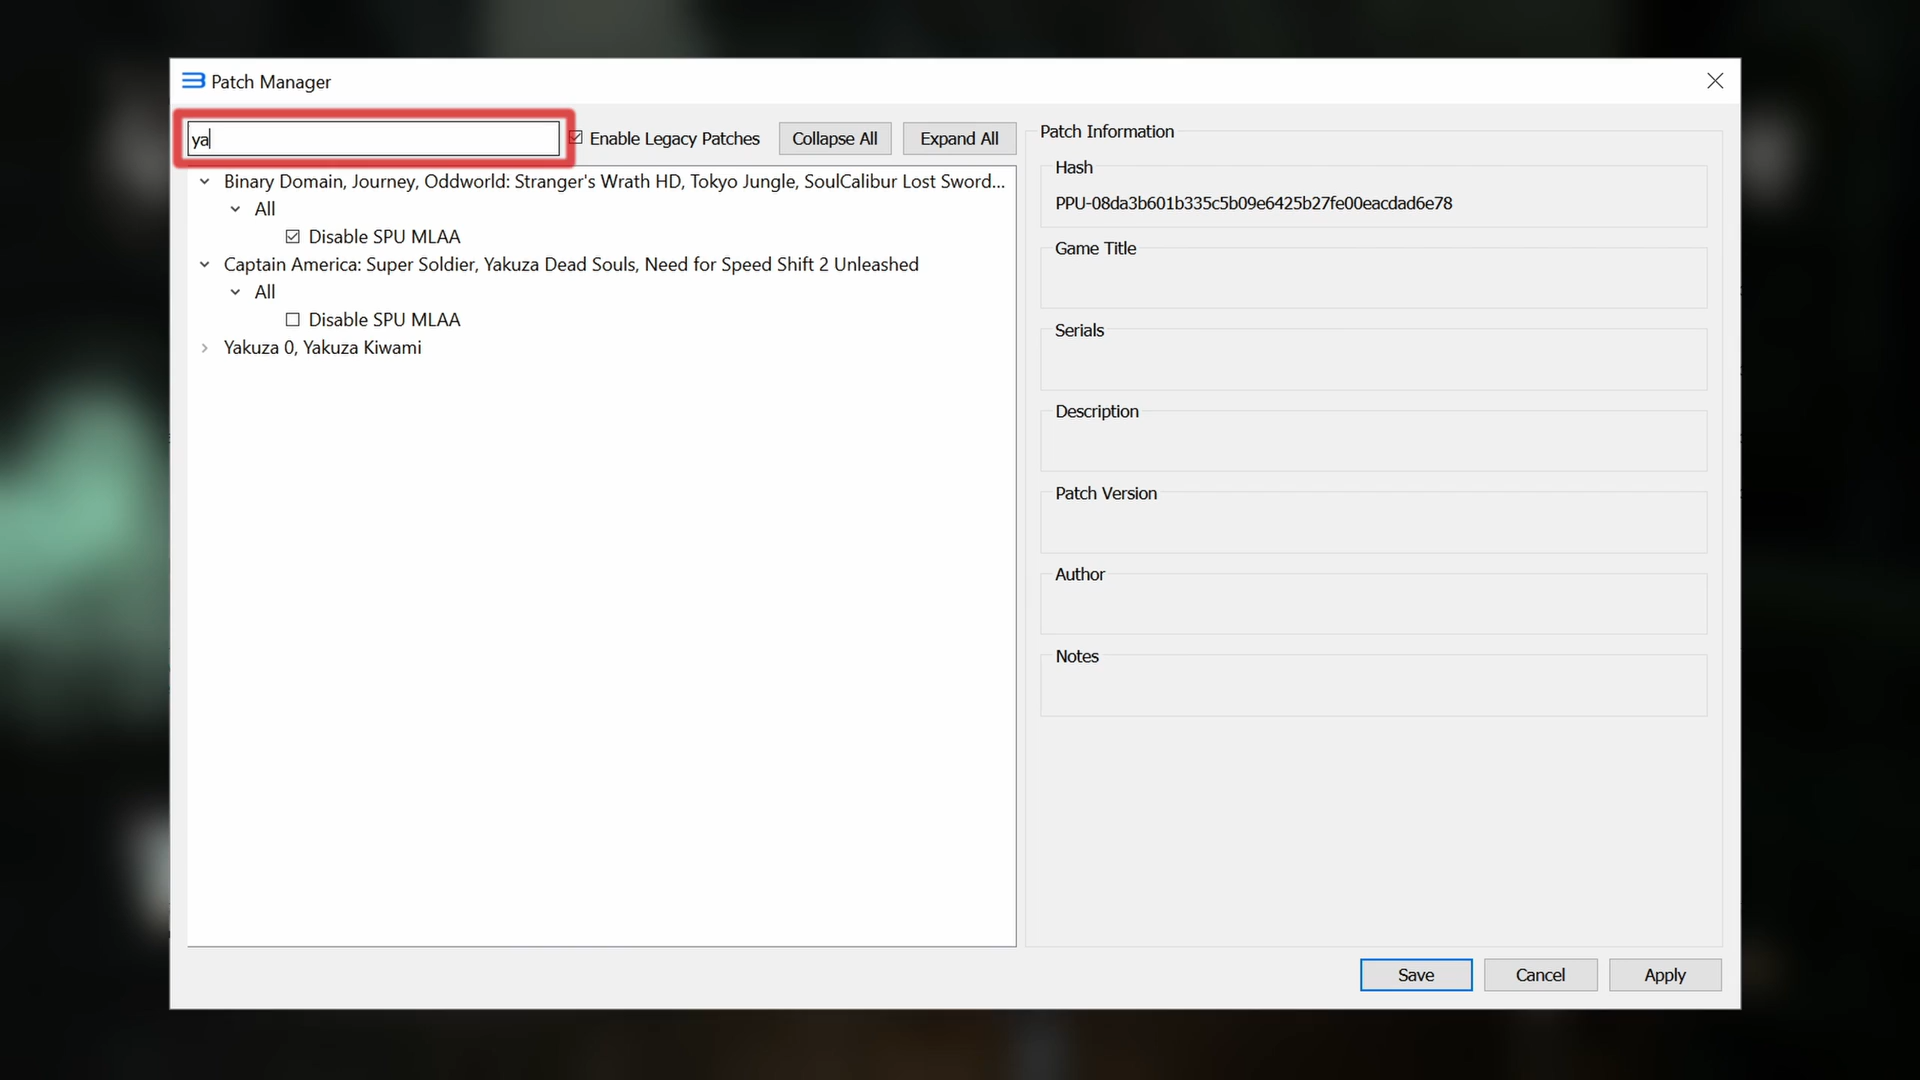 Patch Manager
ya
Enable Legacy Patches
Collapse All
Expand All
Binary Domain, Journey, Oddworld: Stranger's Wrath HD, Tokyo Jungle, SoulCalibur Lost Sword...
All
Disable SPU MLAA
Captain America: Super Soldier, Yakuza Dead Souls, Need for Speed Shift 2 Unleashed
All
Disable SPU MLAA
Yakuza 0, Yakuza Kiwami
Patch Information
Hash
PPU-08da3b601b335c5b09e6425b27fe00eacdad6e78
Game Title
Serials
Description
Patch Version
Author
Notes
Save
Cancel
Apply